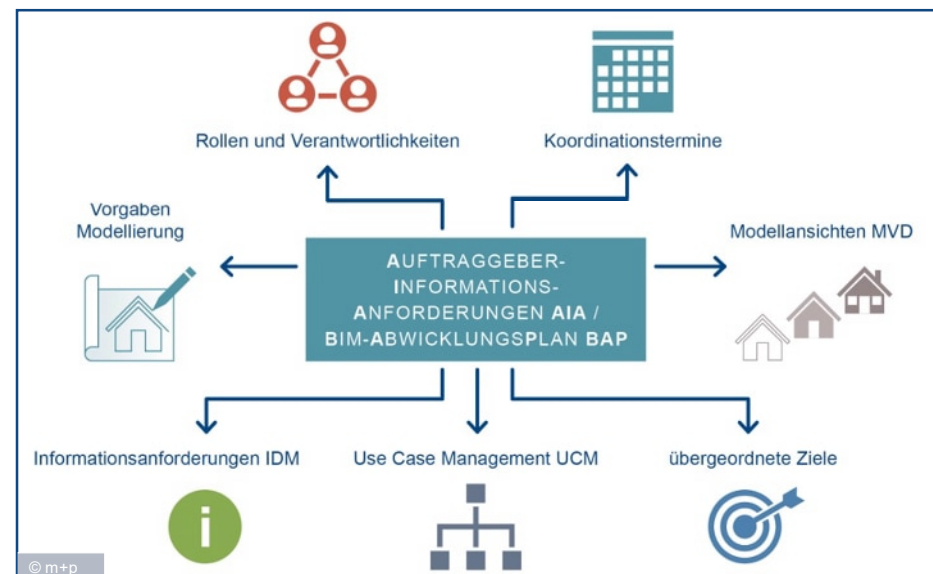 Rollen und Verantwortlichkeiten
Koordinationstermine
Vorgaben
Modellierung
Modellansichten MVD
AUFTRAGGEBER-
INFORMATIONS-
ANFORDERUNGEN AIA /
BIM-ABWICKLUNGSPLAN BAP
Informationsanforderungen IDM
Use Case Management UCM
übergeordnete Ziele
i
© m+p